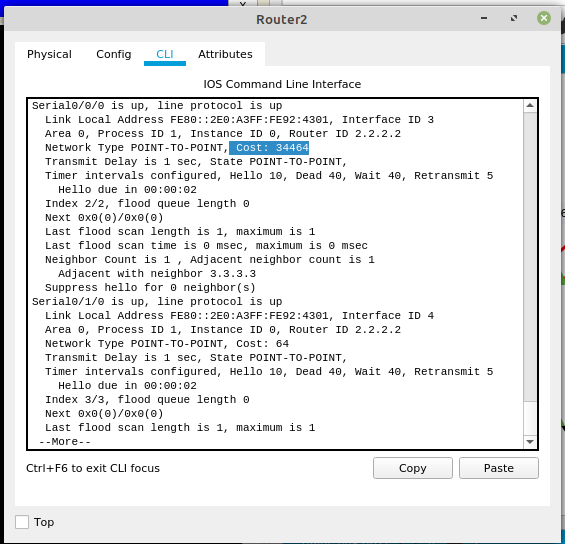 Router2
Physical Config CLI Attributes
IOS Command Line Interface
Serial0/0/0 is up, line protocol is up
Link Local Address FE80::2E0:A3FF:FE92:4301, Interface ID 3
Area 0, Process ID 1, Instance ID 0, Router ID 2.2.2.2
Network Type POINT-TO-POINT, Cost: 34464
Transmit Delay is 1 sec, State POINT-TO-POINT,
Timer intervals configured, Hello 10, Dead 40, Wait 40, Retransmit 5
Hello due in 00:00:02
Index 2/2, flood queue length 0
Next 0x0(0)/0x0(0)
Last flood scan length is 1, maximum is 1
Last flood scan time is 0 msec, maximum is 0 msec
Neighbor Count is 1 , Adjacent neighbor count is 1
Adjacent with neighbor 3.3.3.3
Suppress hello for 0 neighbor(s)
Serial0/1/0 is up, line protocol is up
Link Local Address FE80::2E0:A3FF:FE92:4301, Interface ID 4
Area 0, Process ID 1, Instance ID 0, Router ID 2.2.2.2
Network Type POINT-TO-POINT, Cost: 64
Transmit Delay is 1 sec, State POINT-TO-POINT,
Timer intervals configured, Hello 10, Dead 40, Wait 40, Retransmit 5
Hello due in 00:00:02
Index 3/3, flood queue length 0
Next 0x0(0)/0x0(0)
Last flood scan length is 1, maximum is 1
--More--
Ctrl+F6 to exit CLI focus
Copy Paste
Top